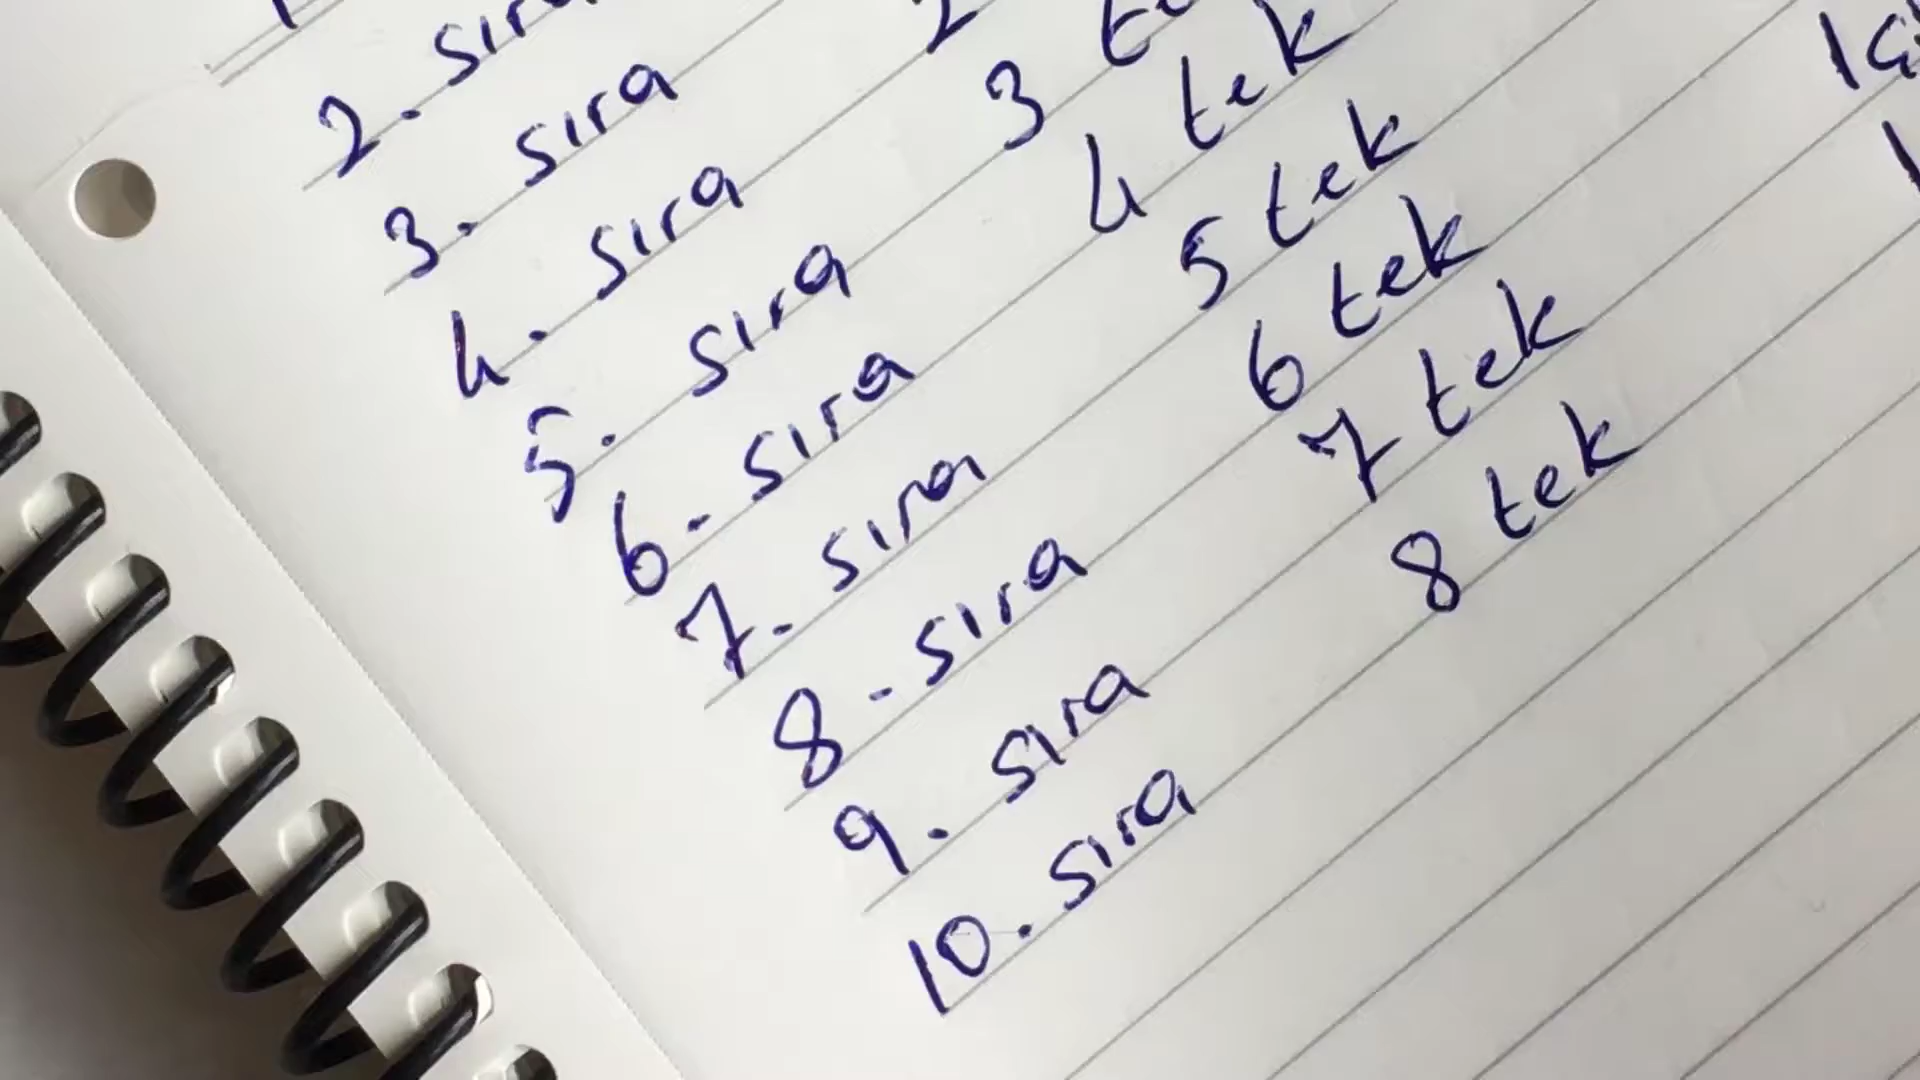 2. sıra
3. sıra
4. sıra 2
5. sıra 3
6. sıra 4 tek
7. sıra 5 tek
8. sıra 6 tek
9. sıra 7 tek
10. sıra 8 tek